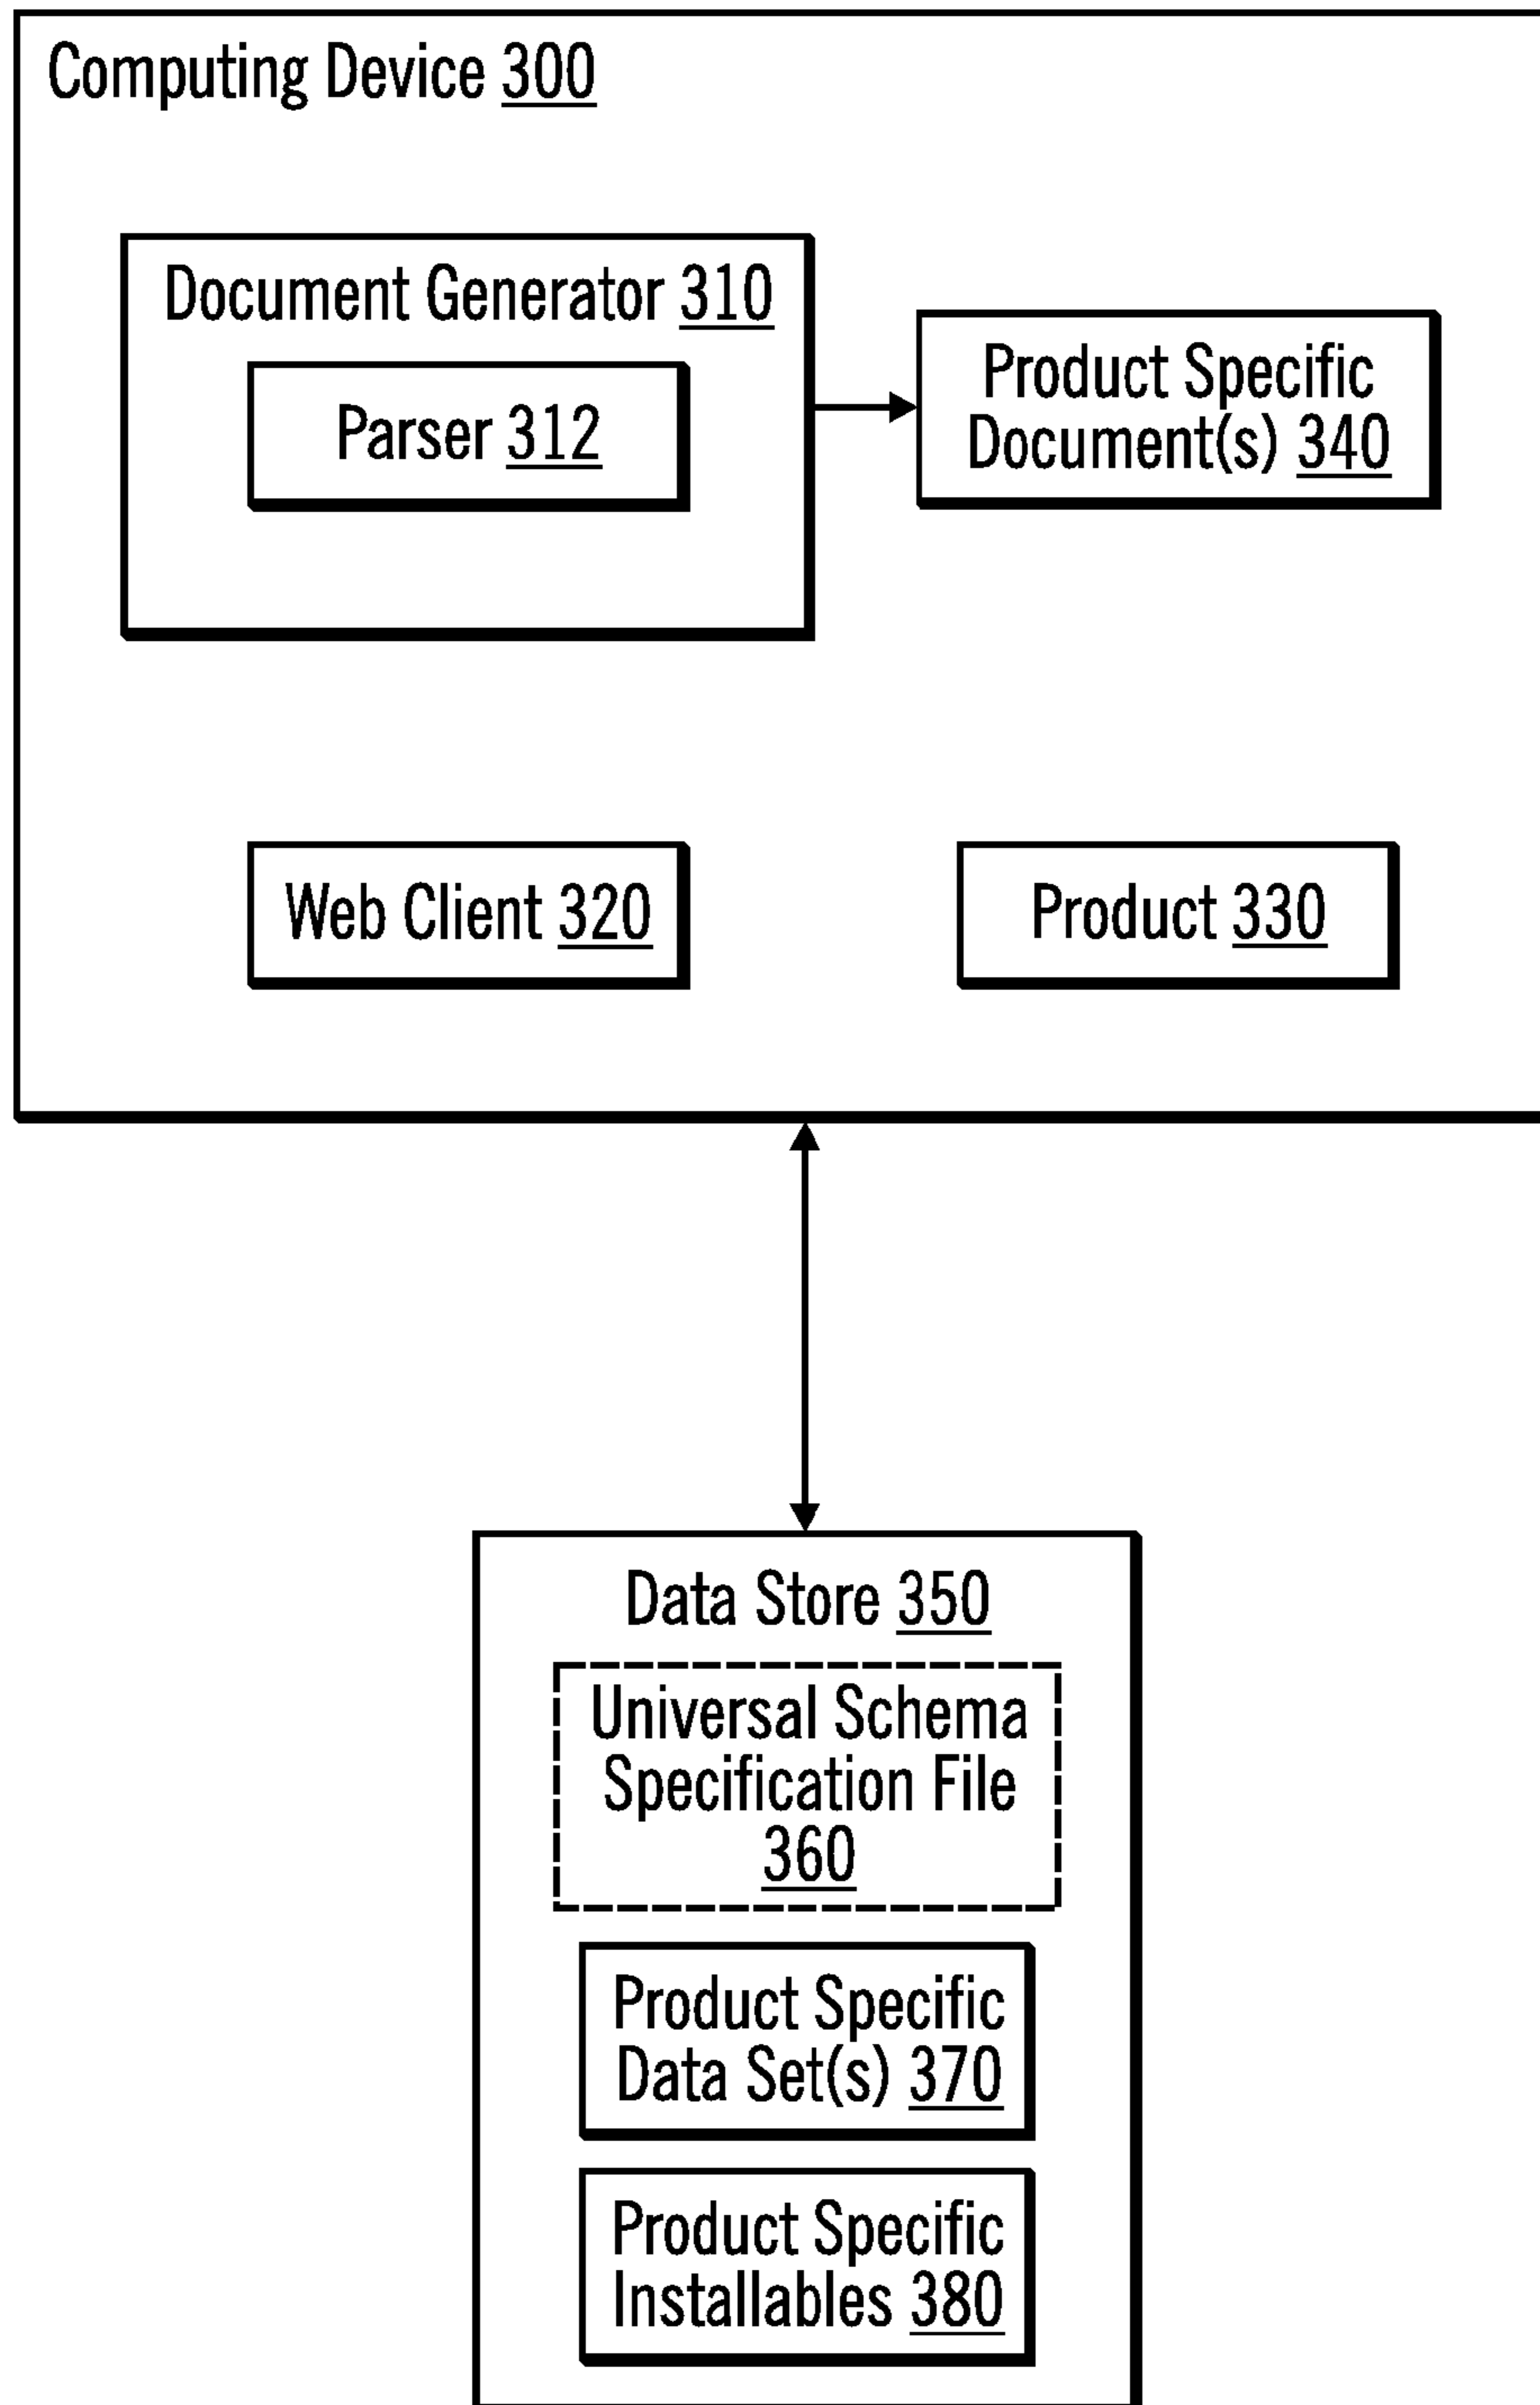 Computing Device 300
Document Generator 310
Parser 312
Product Specific
Document(s) 340
Web Client 320
Product 330
Data Store 350
Universal Schema
Specification File
360
Product Specific
Data Set(s) 370
Product Specific
Installables 380